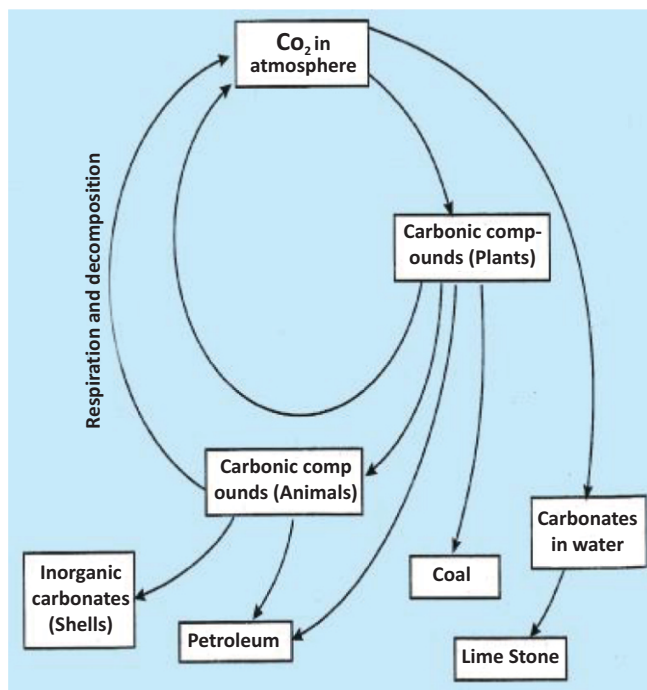 Co₂ in
atmosphere
Respiration and decomposition
Carbonic comp-
ounds (Plants)
Carbonic comp
ounds (Animals)
Carbonates
in water
Inorganic
carbonates
(Shells)
Coal
Petroleum
Lime Stone